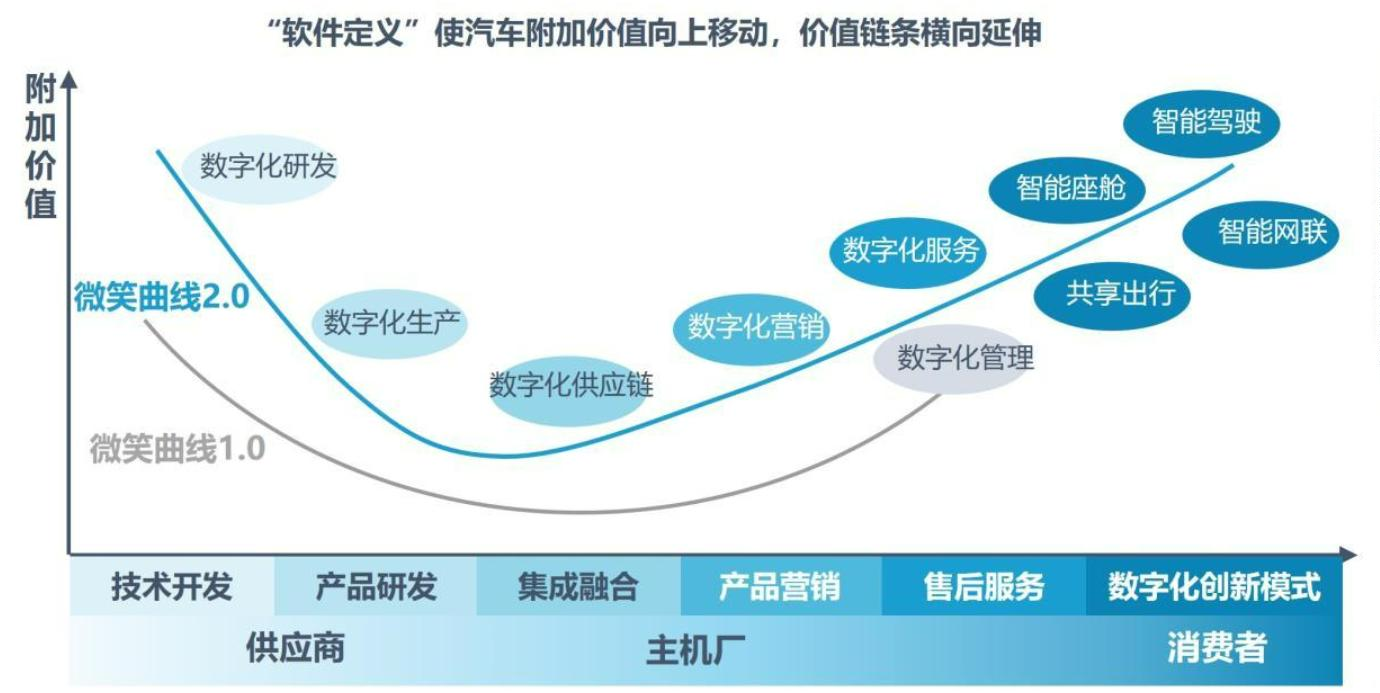 “软件定义”使汽车附加价值向上移动，价值链条横向延伸
附加价值
智能驾驶
数字化研发
智能座舱
智能网联
数字化服务
共享出行
微笑曲线2.0
数字化生产
数字化营销
数字化管理
数字化供应链
微笑曲线1.0
技术开发 产品研发 集成融合 产品营销 售后服务 数字化创新模式
供应商 主机厂 消费者